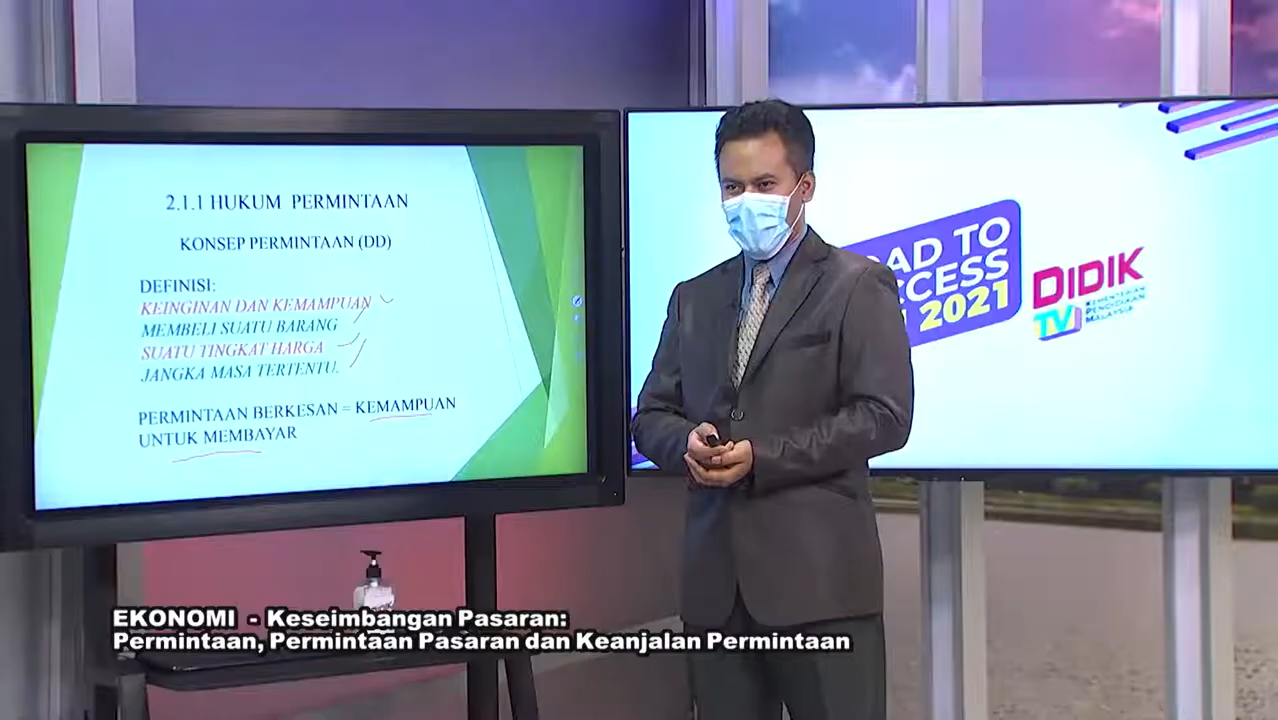 2.1.1 HUKUM PERMINTAAN
KONSEP PERMINTAAN (DD)
DEFINISI:
KEINGINAN DAN KEMAMPUAN
MEMBELI SUATU BARANG
SUATU TINGKAT HARGA
JANGKA MASA TERTENTU.
PERMINTAAN BERKESAN = KEMAMPUAN
UNTUK MEMBAYAR
AD TO
CESS
2021
DIDIK
TV
KEMENTERIAN
PENDIDIKAN
MALAYSIA
EKONOMI - Keseimbangan Pasaran:
Permintaan, Permintaan Pasaran dan Keanjalan Permintaan